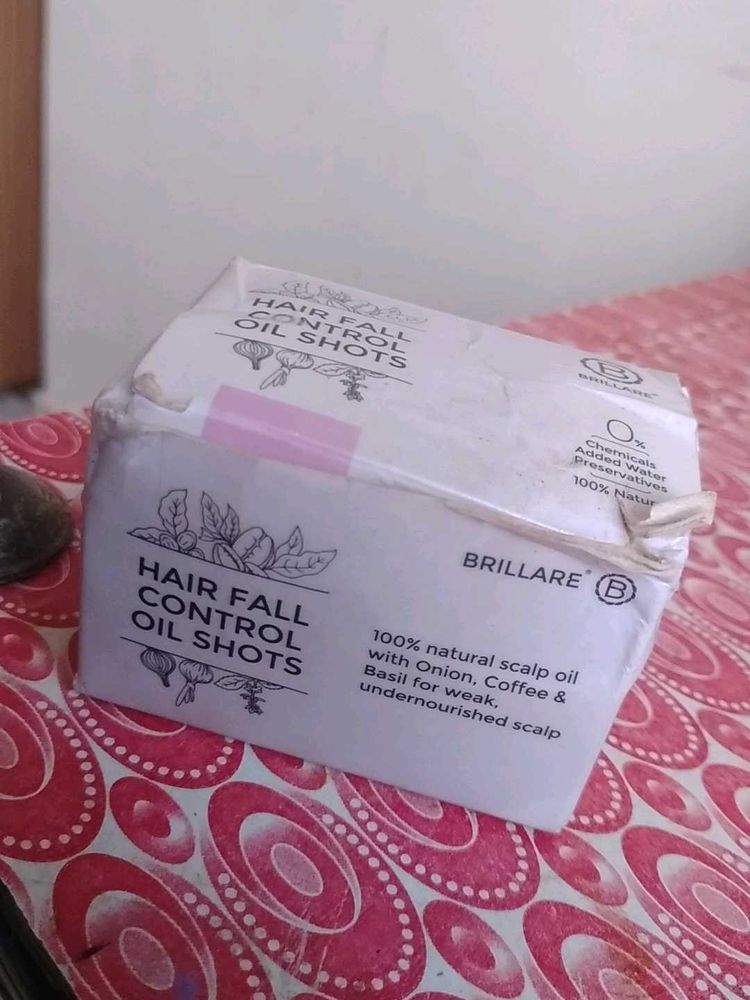 HAIR FALL
CONTROL
OIL SHOTS
BRILLARE
0%
Chemicals
Added Water
Preservatives
100%
HAIR FALL
CONTROL
OIL SHOTS
BRILLARE®
B
100% natural scalp oil
with Onion, Coffee &
Basil for weak,
undernourished scalp